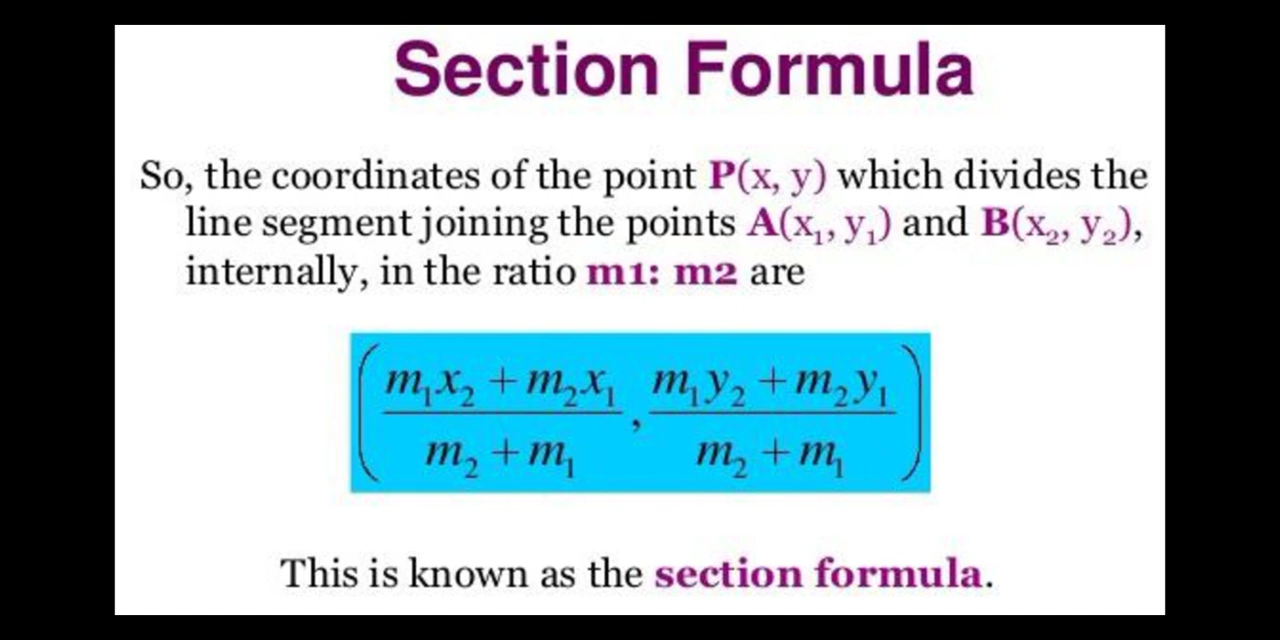 Section Formula
So, the coordinates of the point P(x, y) which divides the
line segment joining the points A(x₁, y₁) and B(x₂, y₂),
internally, in the ratio m1: m2 are
(m₁x₂ + m₂x₁ / m₂ + m₁ , m₁y₂ + m₂y₁ / m₂ + m₁)
This is known as the section formula.